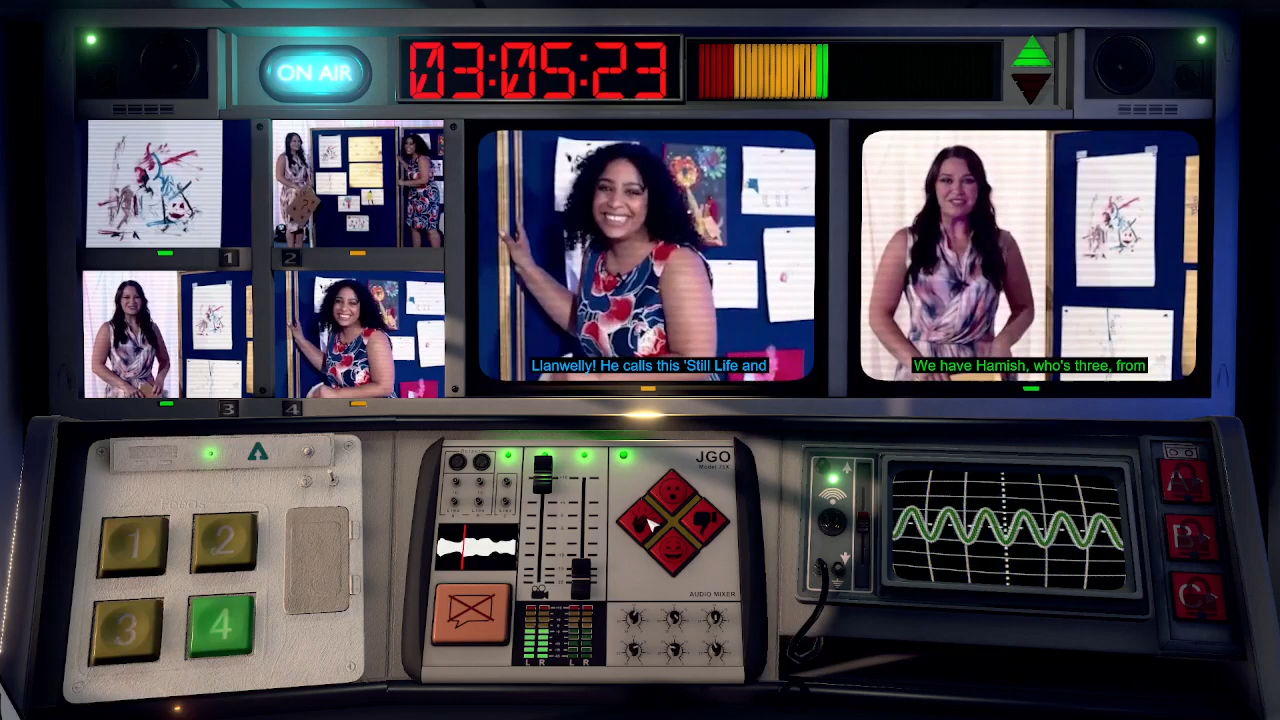 ON AIR
03:05:23
1
2
3
4
Llanwelly! He calls this 'Still Life and
We have Hamish, who's three, from
1
2
3
4
JGO
AUDIO MIXER
L R L R
A
B
C